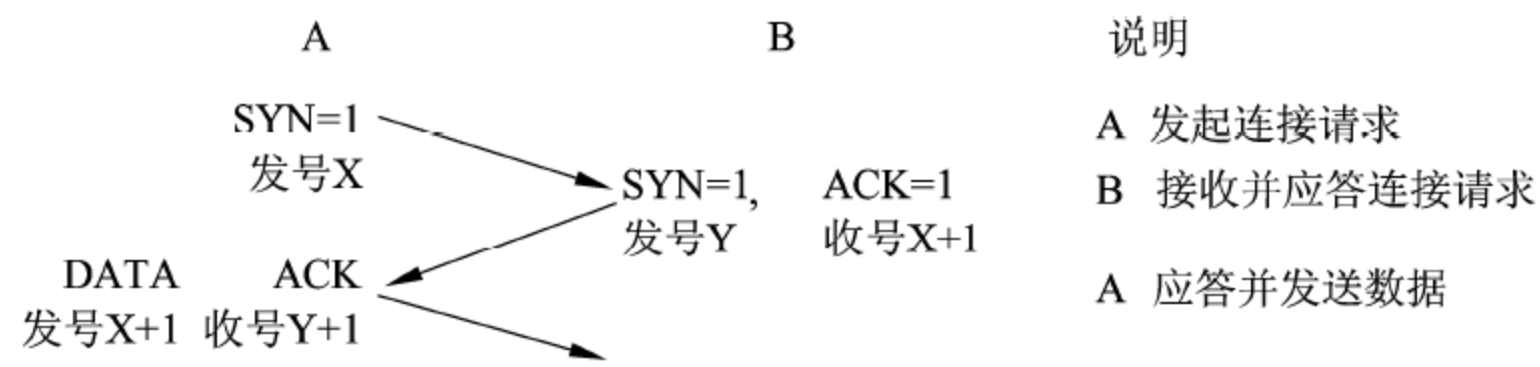 A B 说明
SYN=1 A 发起连接请求
发号X
SYN=1, ACK=1 B 接收并应答连接请求
发号Y 收号X+1
DATA ACK A 应答并发送数据
发号X+1 收号Y+1